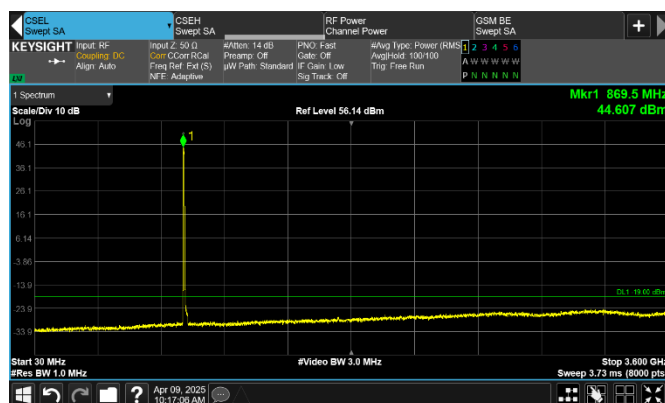 CSEL
Swept SA
CSEH
Swept SA
RF Power
Channel Power
GSM BE
Swept SA
+
KEYSIGHT
Input: RF
Coupling: DC
Align: Auto
Input Z: 50 Ω
Corr CCorr RCal
Freq Ref: Ext (S)
NFE: Adaptive
#Atten: 14 dB
Preamp: Off
µW Path: Standard
PNO: Fast
Gate: Off
IF Gain: Low
Sig Track: Off
#Avg Type: Power (RMS)
Avg|Hold: 100/100
Trig: Free Run
1 2 3 4 5 6
A W W W W W
P N N N N N
1 Spectrum
Scale/Div 10 dB
Log
Ref Level 56.14 dBm
Mkr1 869.5 MHz
44.607 dBm
1
46.1
36.1
26.1
16.1
6.14
-3.86
-13.9
-23.9
-33.9
DL1 -19.00 dBm
Start 30 MHz
#Res BW 1.0 MHz
#Video BW 3.0 MHz
Stop 3.600 GHz
Sweep 3.73 ms (8000 pts)
?
Apr 09, 2025
10:17:06 AM